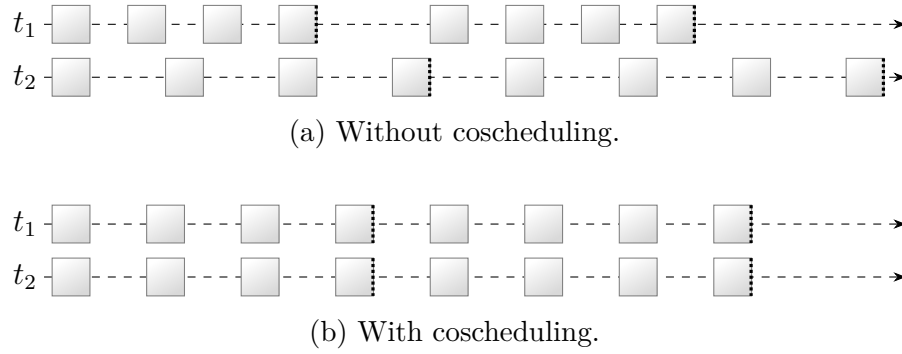 t₁
t₂
(a) Without coscheduling.
t₁
t₂
(b) With coscheduling.